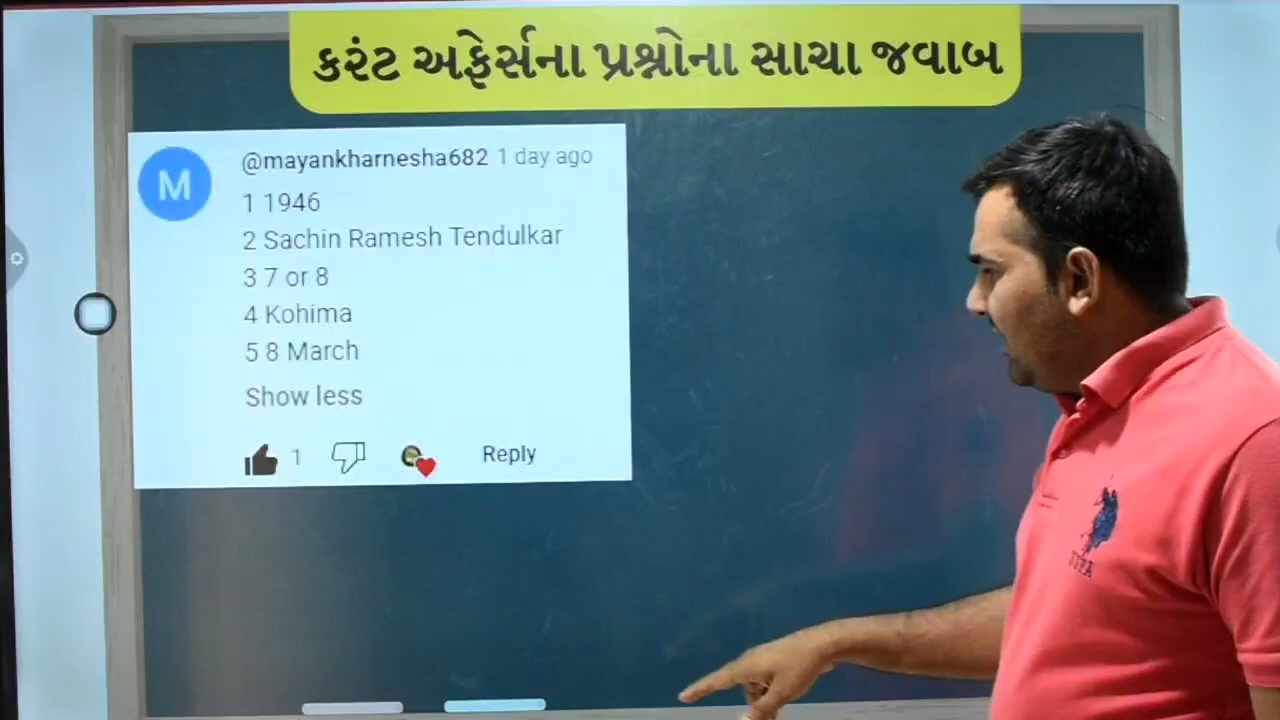 કરંટ અફેર્સના પ્રશ્નોના સાચા જવાબ
M
@mayankharnesha682 1 day ago
1 1946
2 Sachin Ramesh Tendulkar
3 7 or 8
4 Kohima
5 8 March
Show less
1
Reply